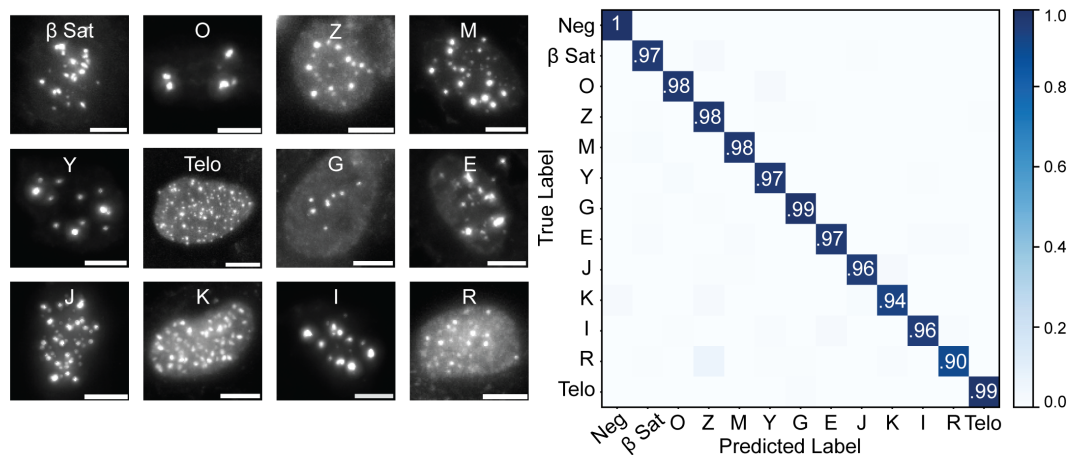 β Sat O Z M
Y Telo G E
J K I R
True Label
Neg 1
β Sat .97
O .98
Z .98
M .98
Y .97
G .99
E .97
J .96
K .94
I .96
R .90
Telo .99
Neg β Sat O Z M Y G E J K I R Telo
Predicted Label
1.0
0.8
0.6
0.4
0.2
0.0